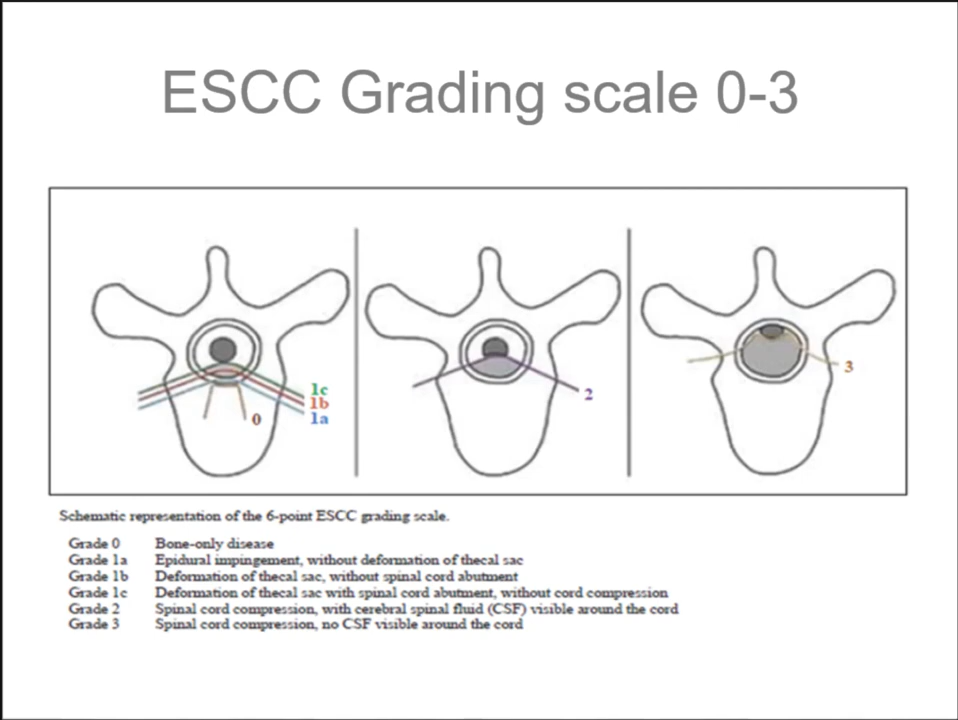 ESCC Grading scale 0-3
1c
1b
1a
0
2
3
Schematic representation of the 6-point ESCC grading scale.
Grade 0 Bone-only disease
Grade 1a Epidural impingement, without deformation of thecal sac
Grade 1b Deformation of thecal sac, without spinal cord abutment
Grade 1c Deformation of thecal sac with spinal cord abutment, without cord compression
Grade 2 Spinal cord compression, with cerebral spinal fluid (CSF) visible around the cord
Grade 3 Spinal cord compression, no CSF visible around the cord